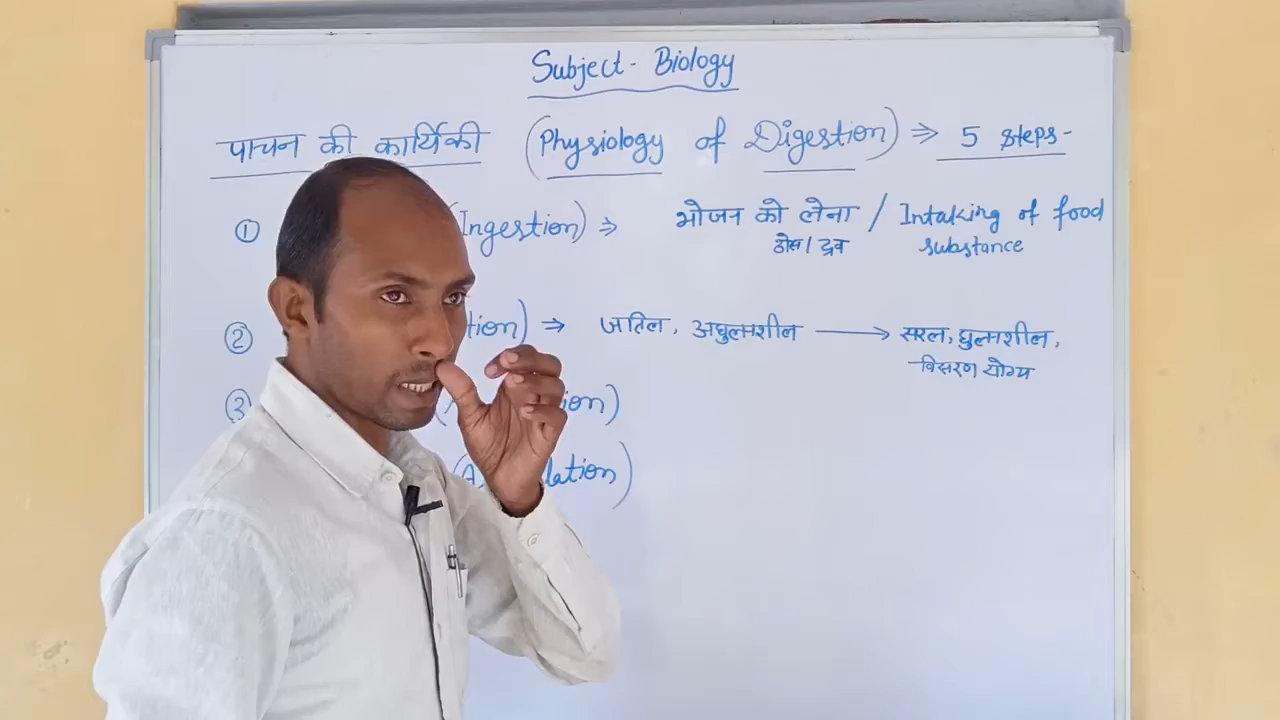 Subject - Biology
पाचन की कार्यिकी (Physiology of Digestion) ⇒ 5 steps -
① (Ingestion) ⇒ भोजन को लेना / Intaking of food
ठोस / द्रव substance
② tion) ⇒ जटिल, अघुलनशील ⟶ सरल, घुलनशील,
विसरण योग्य
③ ( ion)
(A lation)